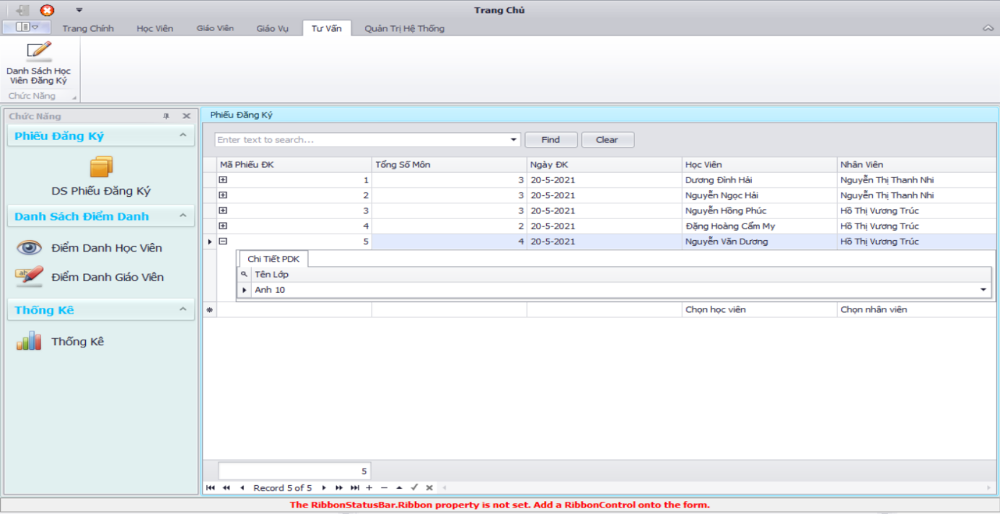 Trang Chủ
Trang Chính Học Viên Giáo Viên Giáo Vụ Tư Vấn Quản Trị Hệ Thống
Danh Sách Học
Viên Đăng Ký
Chức Năng
Chức Năng
Phiếu Đăng Ký
DS Phiếu Đăng Ký
Danh Sách Điểm Danh
Điểm Danh Học Viên
Điểm Danh Giáo Viên
Thống Kê
Thống Kê
Phiếu Đăng Ký
Enter text to search... Find Clear
Mã Phiếu ĐK Tổng Số Môn Ngày ĐK Học Viên Nhân Viên
1 3 20-5-2021 Dương Đình Hải Nguyễn Thị Thanh Nhi
2 3 20-5-2021 Nguyễn Ngọc Hải Nguyễn Thị Thanh Nhi
3 3 20-5-2021 Nguyễn Hồng Phúc Hồ Thị Vương Trúc
4 2 20-5-2021 Đặng Hoàng Cẩm My Hồ Thị Vương Trúc
5 4 20-5-2021 Nguyễn Văn Dương Hồ Thị Vương Trúc
Chi Tiết PDK
Tên Lớp
Anh 10
Chọn học viên Chọn nhân viên
5
Record 5 of 5
The RibbonStatusBar.Ribbon property is not set. Add a RibbonControl onto the form.